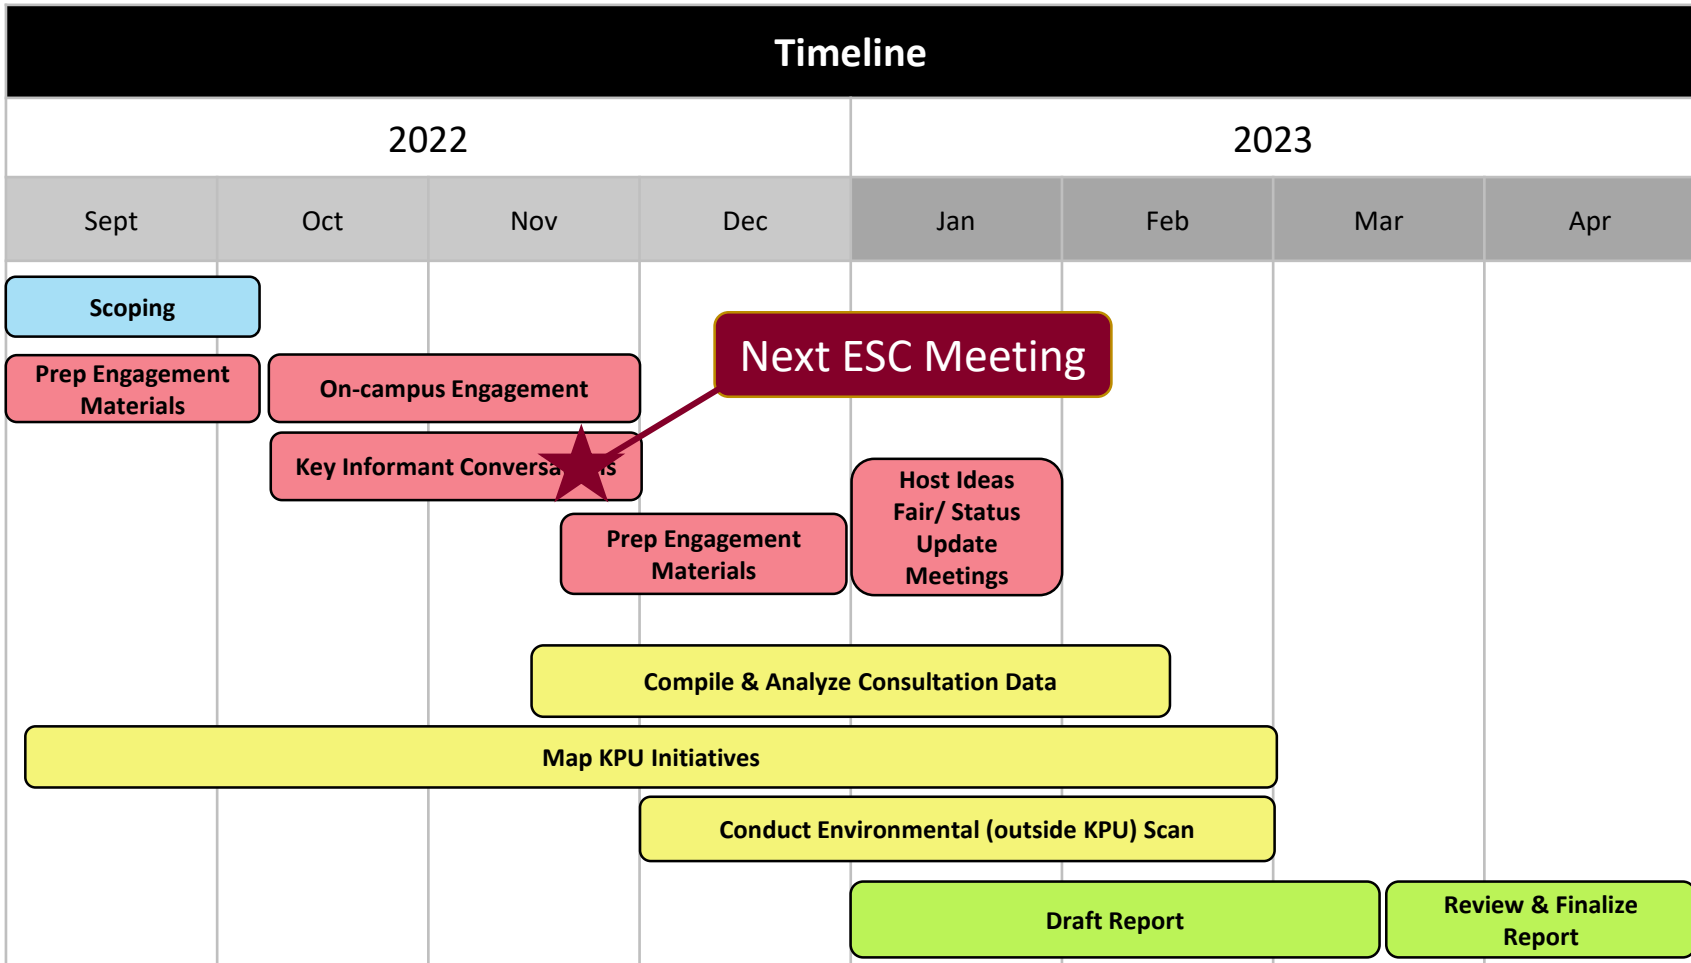 Timeline
2022
2023
Sept
Oct
Nov
Dec
Jan
Feb
Mar
Apr
Scoping
Next ESC Meeting
Prep Engagement
Materials
On-campus Engagement
Key Informant Conversa
ns
Host Ideas
Fair/ Status
Update
Meetings
Prep Engagement
Materials
Compile & Analyze Consultation Data
Map KPU Initiatives
Conduct Environmental (outside KPU) Scan
Draft Report
Review & Finalize
Report